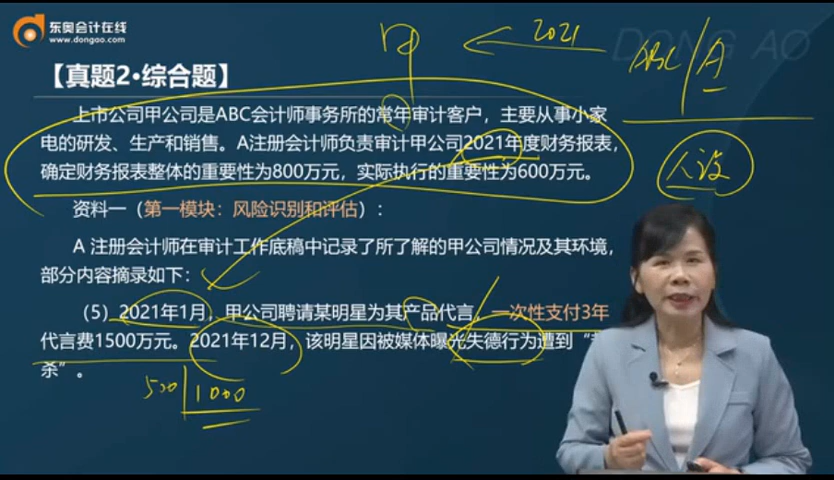 东奥会计在线
www.dongao.com
DONG AO
甲
2021
ABC
A
人设
【真题2·综合题】
上市公司甲公司是ABC会计师事务所的常年审计客户，主要从事小家
电的研发、生产和销售。A注册会计师负责审计甲公司2021年度财务报表，
确定财务报表整体的重要性为800万元，实际执行的重要性为600万元。
资料一（第一模块：风险识别和评估）：
A 注册会计师在审计工作底稿中记录了所了解的甲公司情况及其环境，
部分内容摘录如下：
（5）2021年1月，甲公司聘请某明星为其产品代言，一次性支付3年
代言费1500万元。2021年12月，该明星因被媒体曝光失德行为遭到“
杀”。
500
1000